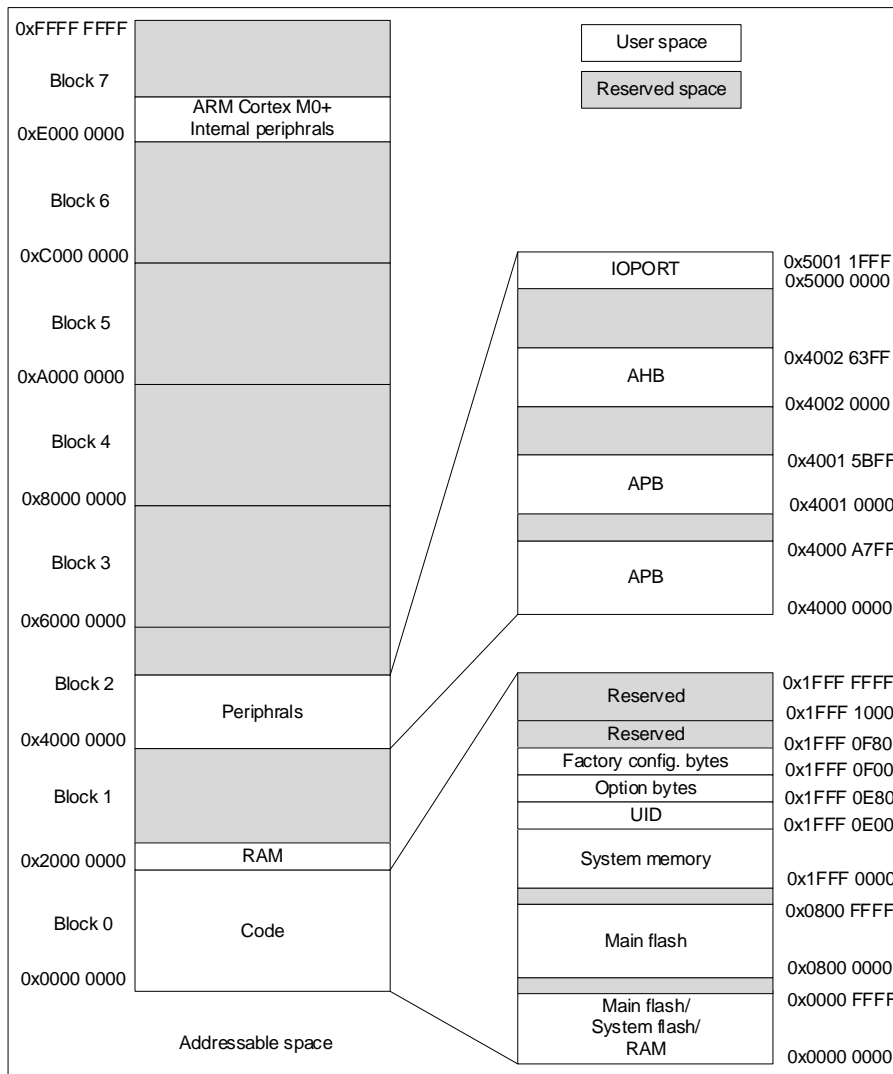 0xFFFF FFFF
Block 7
ARM Cortex M0+
Internal periphrals
0xE000 0000
Block 6
0xC000 0000
Block 5
0xA000 0000
Block 4
0x8000 0000
Block 3
0x6000 0000
Block 2
Periphrals
0x4000 0000
Block 1
RAM
0x2000 0000
Block 0
Code
0x0000 0000
Addressable space
User space
Reserved space
IOPORT
0x5001 1FFF
0x5000 0000
0x4002 63FF
AHB
0x4002 0000
0x4001 5BFF
APB
0x4001 0000
0x4000 A7FF
APB
0x4000 0000
0x1FFF FFFF
Reserved
0x1FFF 1000
Reserved
0x1FFF 0F80
Factory config. bytes
0x1FFF 0F00
Option bytes
0x1FFF 0E80
UID
0x1FFF 0E00
System memory
0x1FFF 0000
0x0800 FFFF
Main flash
0x0800 0000
0x0000 FFFF
Main flash/
System flash/
RAM
0x0000 0000